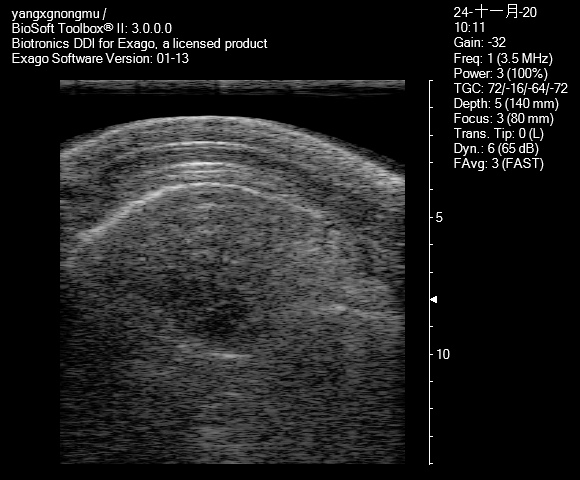 yangxgnongmu /
BioSoft Toolbox® II: 3.0.0.0
Biotronics DDI for Exago, a licensed product
Exago Software Version: 01-13
24-十一月-20
10:11
Gain: -32
Freq: 1 (3.5 MHz)
Power: 3 (100%)
TGC: 72/-16/-64/-72
Depth: 5 (140 mm)
Focus: 3 (80 mm)
Trans. Tip: 0 (L)
Dyn.: 6 (65 dB)
FAvg: 3 (FAST)
5
10